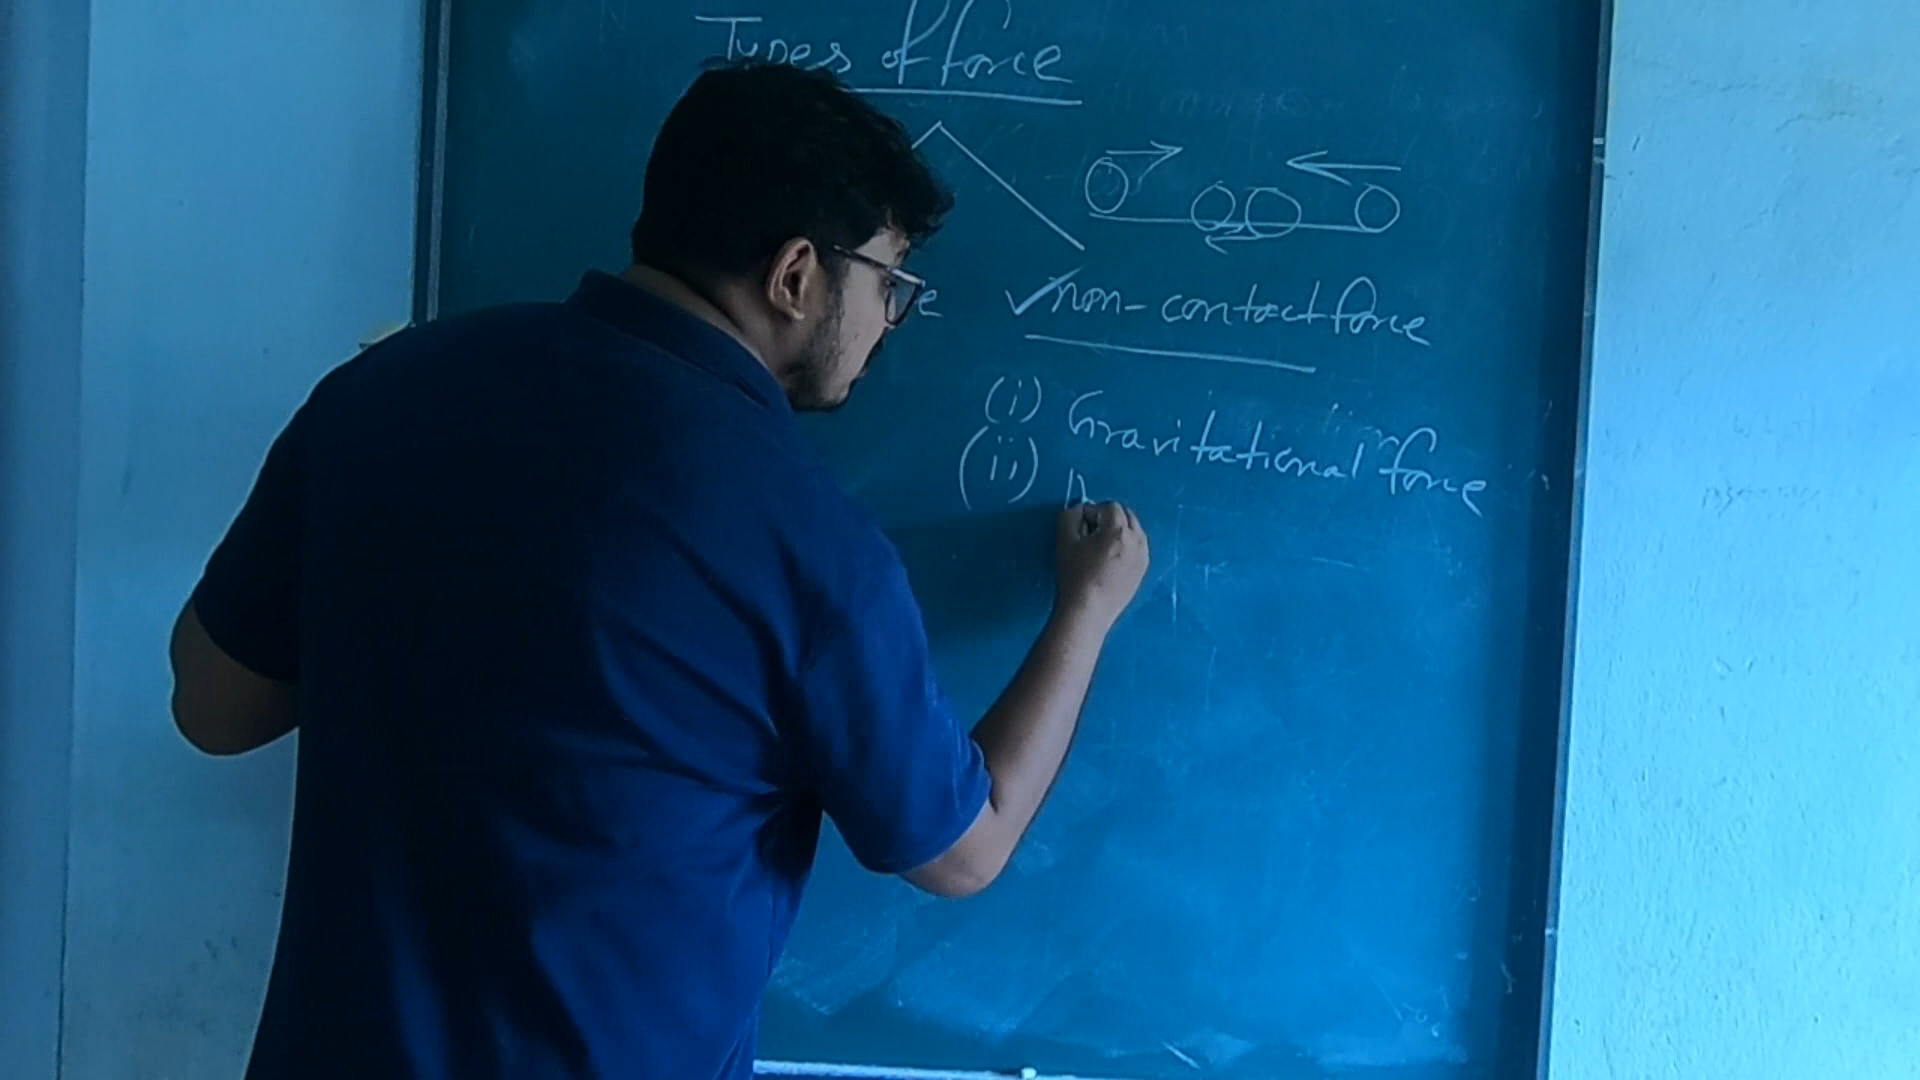 Types of force
e ✓non-contact force
(i) Gravitational force
(ii)